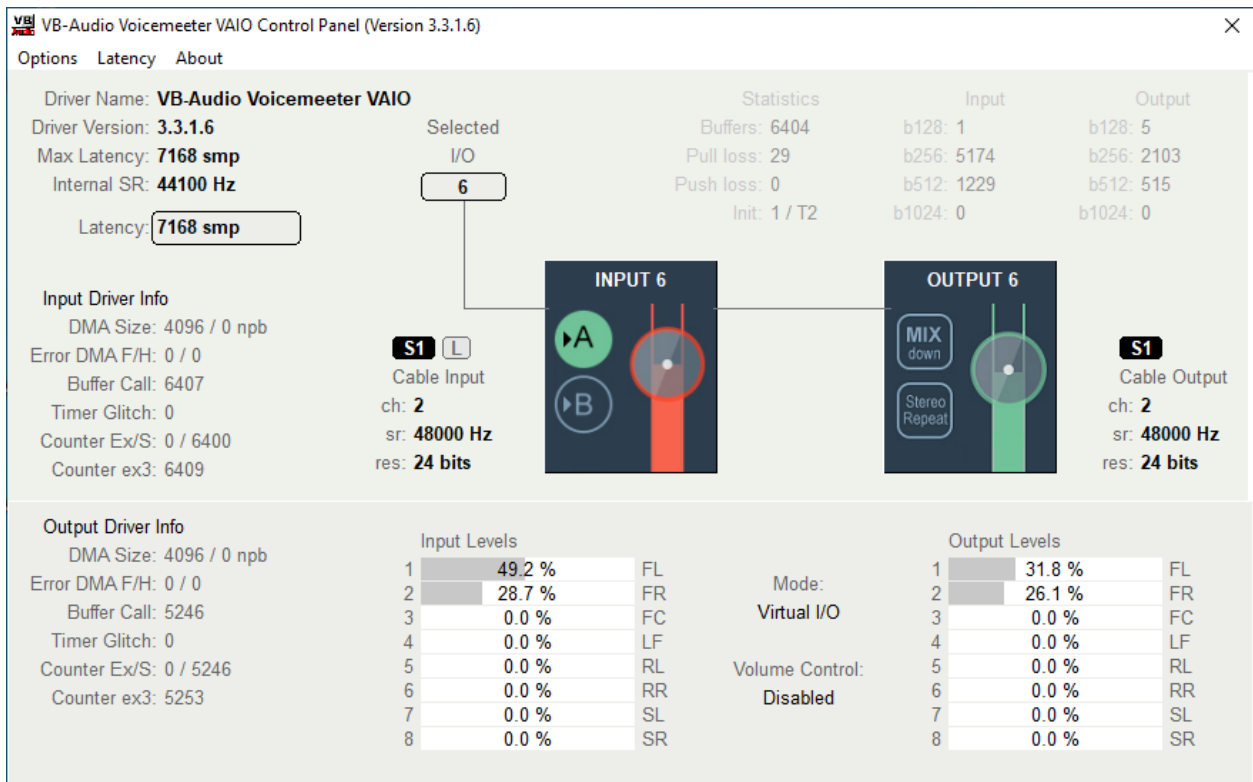 VB-Audio Voicemeeter VAIO Control Panel (Version 3.3.1.6)
Options Latency About
Driver Name: VB-Audio Voicemeeter VAIO
Driver Version: 3.3.1.6
Max Latency: 7168 smp
Internal SR: 44100 Hz
Latency: 7168 smp
Selected
I/O
6
Statistics
Buffers: 6404
Pull loss: 29
Push loss: 0
Init: 1 / T2
Input
b128: 1
b256: 5174
b512: 1229
b1024: 0
Output
b128: 5
b256: 2103
b512: 515
b1024: 0
Input Driver Info
DMA Size: 4096 / 0 npb
Error DMA F/H: 0 / 0
Buffer Call: 6407
Timer Glitch: 0
Counter Ex/S: 0 / 6400
Counter ex3: 6409
S1 L
Cable Input
ch: 2
sr: 48000 Hz
res: 24 bits
INPUT 6
A
B
OUTPUT 6
MIX
down
Stereo
Repeat
S1
Cable Output
ch: 2
sr: 48000 Hz
res: 24 bits
Output Driver Info
DMA Size: 4096 / 0 npb
Error DMA F/H: 0 / 0
Buffer Call: 5246
Timer Glitch: 0
Counter Ex/S: 0 / 5246
Counter ex3: 5253
Input Levels
1 49.2 % FL
2 28.7 % FR
3 0.0 % FC
4 0.0 % LF
5 0.0 % RL
6 0.0 % RR
7 0.0 % SL
8 0.0 % SR
Mode:
Virtual I/O
Volume Control:
Disabled
Output Levels
1 31.8 % FL
2 26.1 % FR
3 0.0 % FC
4 0.0 % LF
5 0.0 % RL
6 0.0 % RR
7 0.0 % SL
8 0.0 % SR